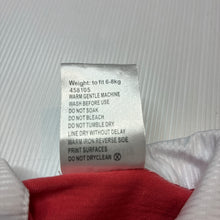 Weight: to fit 6-8kg
458105
WARM GENTLE MACHINE
WASH BEFORE USE
DO NOT SOAK
DO NOT BLEACH
DO NOT TUMBLE DRY
LINE DRY WITHOUT DELAY
WARM IRON REVERSE SIDE
PRINT SURFACES
DO NOT DRYCLEAN